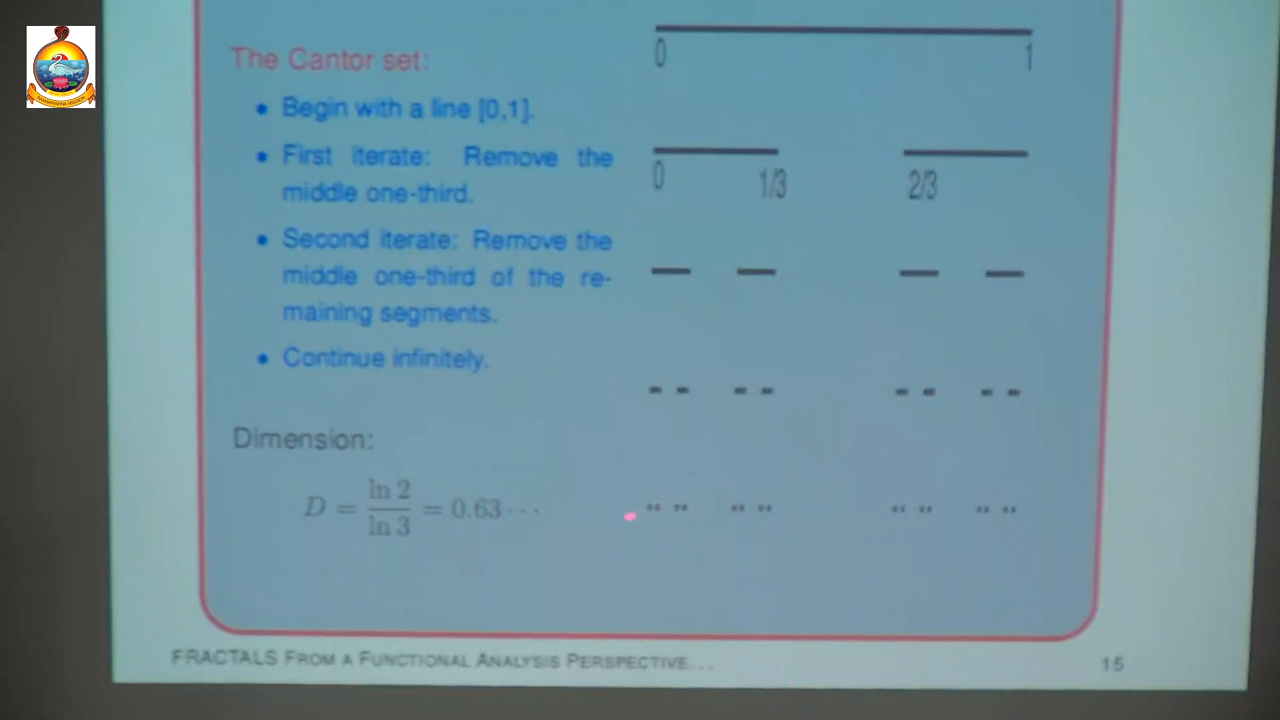 The Cantor set:
• Begin with a line [0,1].
• First iterate: Remove the
middle one-third.
• Second iterate: Remove the
middle one-third of the re-
maining segments.
• Continue infinitely.
Dimension:
D = ln 2 / ln 3 = 0.63 ···
0 1
0 1/3 2/3
FRACTALS FROM A FUNCTIONAL ANALYSIS PERSPECTIVE... 15
RAMAKRISHNA MISSION